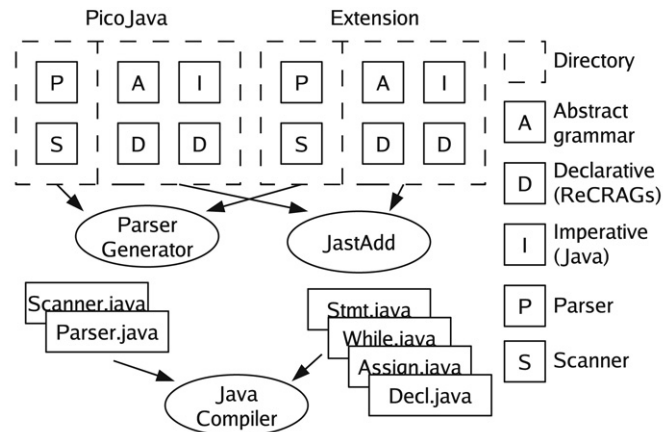 PicoJava
Extension
P A I P A I
S D D S D D
Directory
A Abstract
grammar
D Declarative
(ReCRAGs)
I Imperative
(Java)
P Parser
S Scanner
Parser
Generator
JastAdd
Scanner.java
Parser.java
Stmt.java
While.java
Assign.java
Decl.java
Java
Compiler